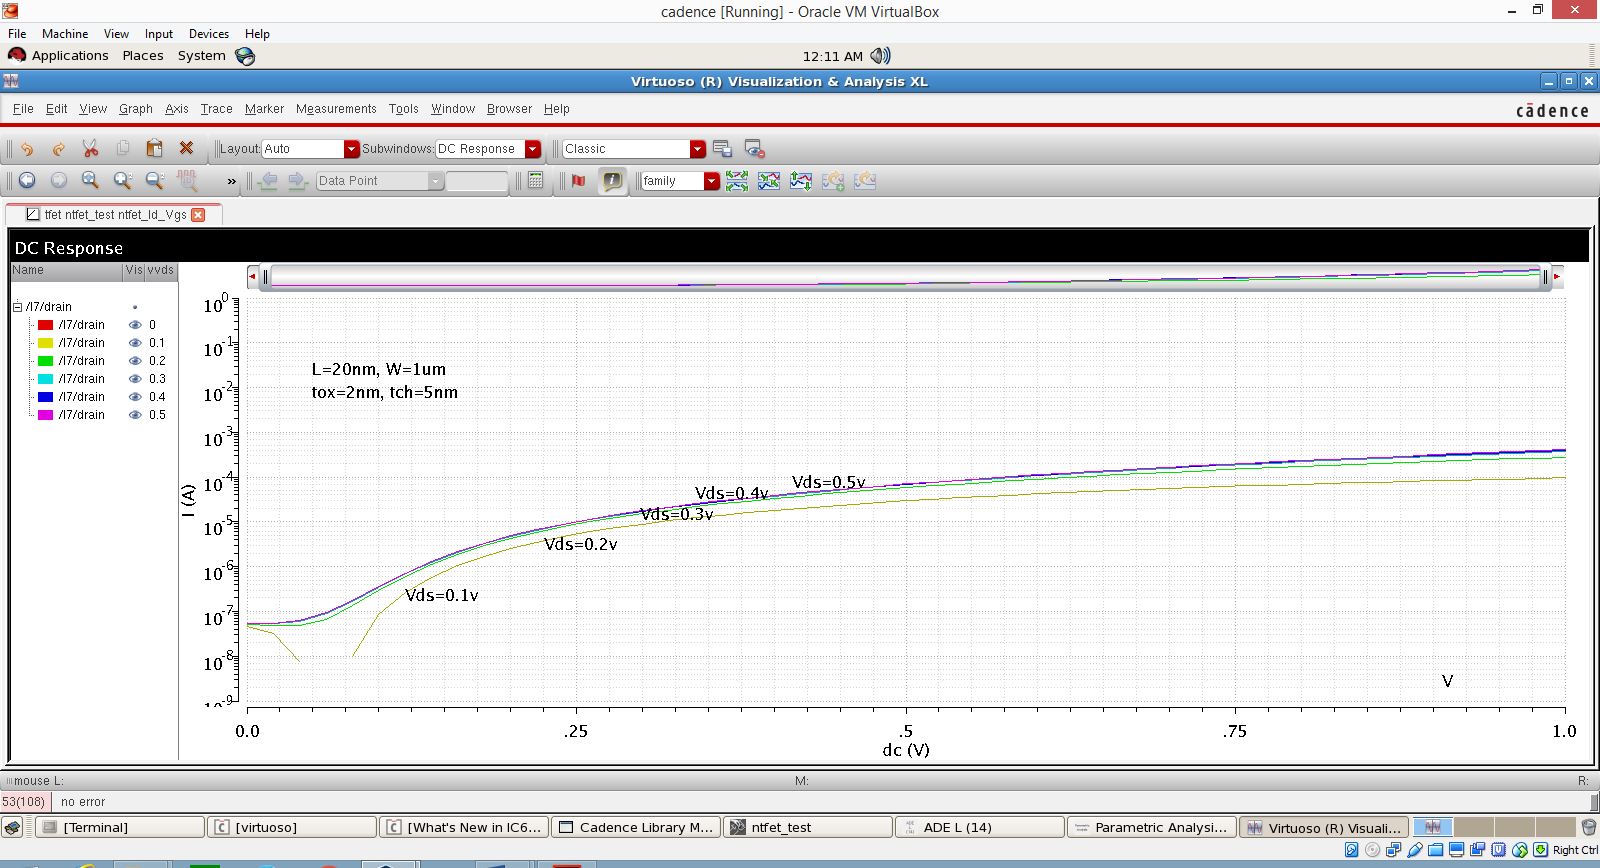 cadence [Running] - Oracle VM VirtualBox
File Machine View Input Devices Help
Applications Places System 12:11 AM
Virtuoso (R) Visualization & Analysis XL
File Edit View Graph Axis Trace Marker Measurements Tools Window Browser Help
cādence
Layout: Auto Subwindows: DC Response Classic
» Data Point family
tfet ntfet_test ntfet_Id_Vgs
DC Response
Name Vis vvds
/I7/drain
/I7/drain 0
/I7/drain 0.1
/I7/drain 0.2
/I7/drain 0.3
/I7/drain 0.4
/I7/drain 0.5
I (A)
10^0
10^-1
10^-2
10^-3
10^-4
10^-5
10^-6
10^-7
10^-8
10^-9
L=20nm, W=1um
tox=2nm, tch=5nm
Vds=0.5v
Vds=0.4v
Vds=0.3v
Vds=0.2v
Vds=0.1v
V
0.0 .25 .5 .75 1.0
dc (V)
mouse L: M: R:
53(108) no error
[Terminal] [virtuoso] [What's New in IC6... Cadence Library M... ntfet_test ADE L (14) Parametric Analysi... Virtuoso (R) Visuali...
Right Ctrl